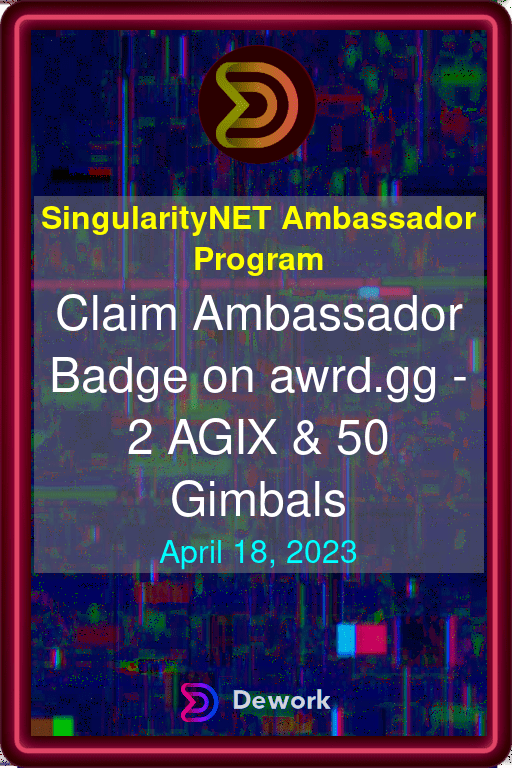 SingularityNET Ambassador
Program
Claim Ambassador
Badge on awrd.gg -
2 AGIX & 50
Gimbals
April 18, 2023
Dework